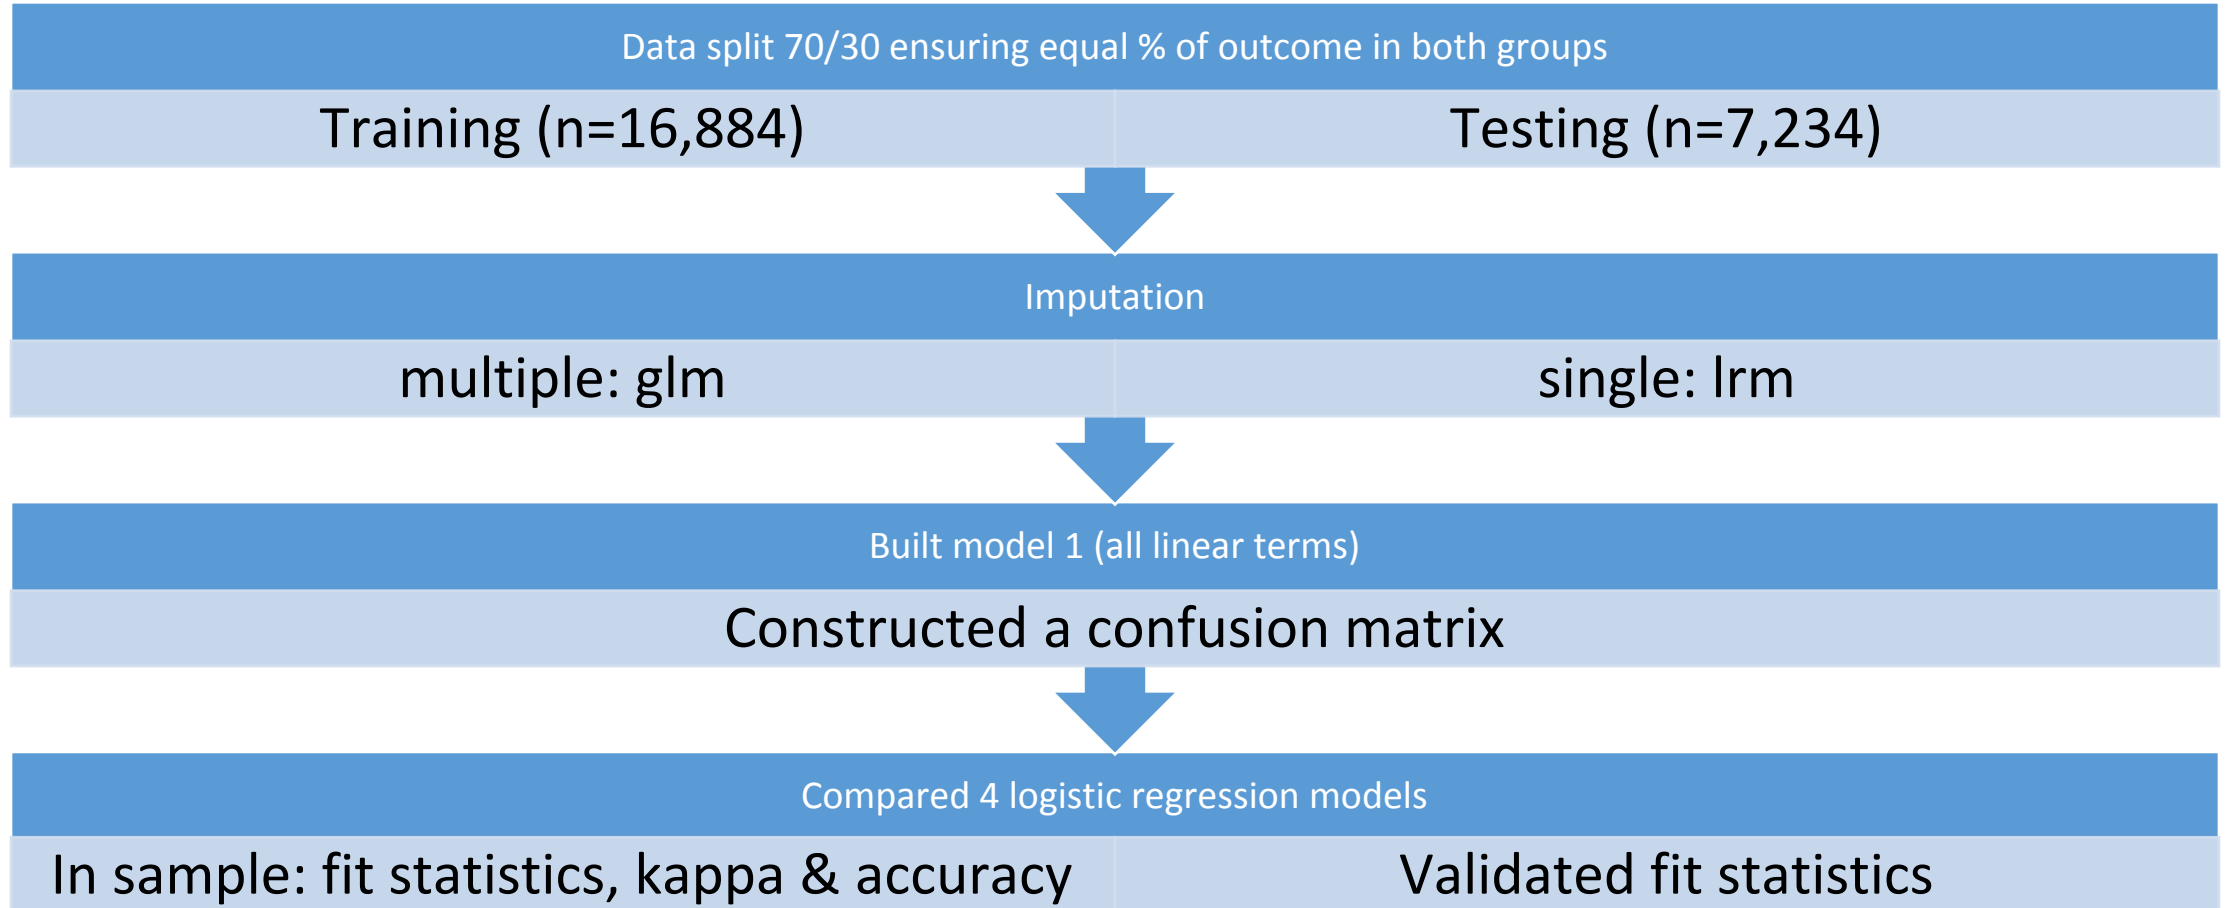 Data split 70/30 ensuring equal % of outcome in both groups
Training (n=16,884)
Testing (n=7,234)
Imputation
multiple: glm
single: lrm
Built model 1 (all linear terms)
Constructed a confusion matrix
Compared 4 logistic regression models
In sample: fit statistics, kappa & accuracy
Validated fit statistics